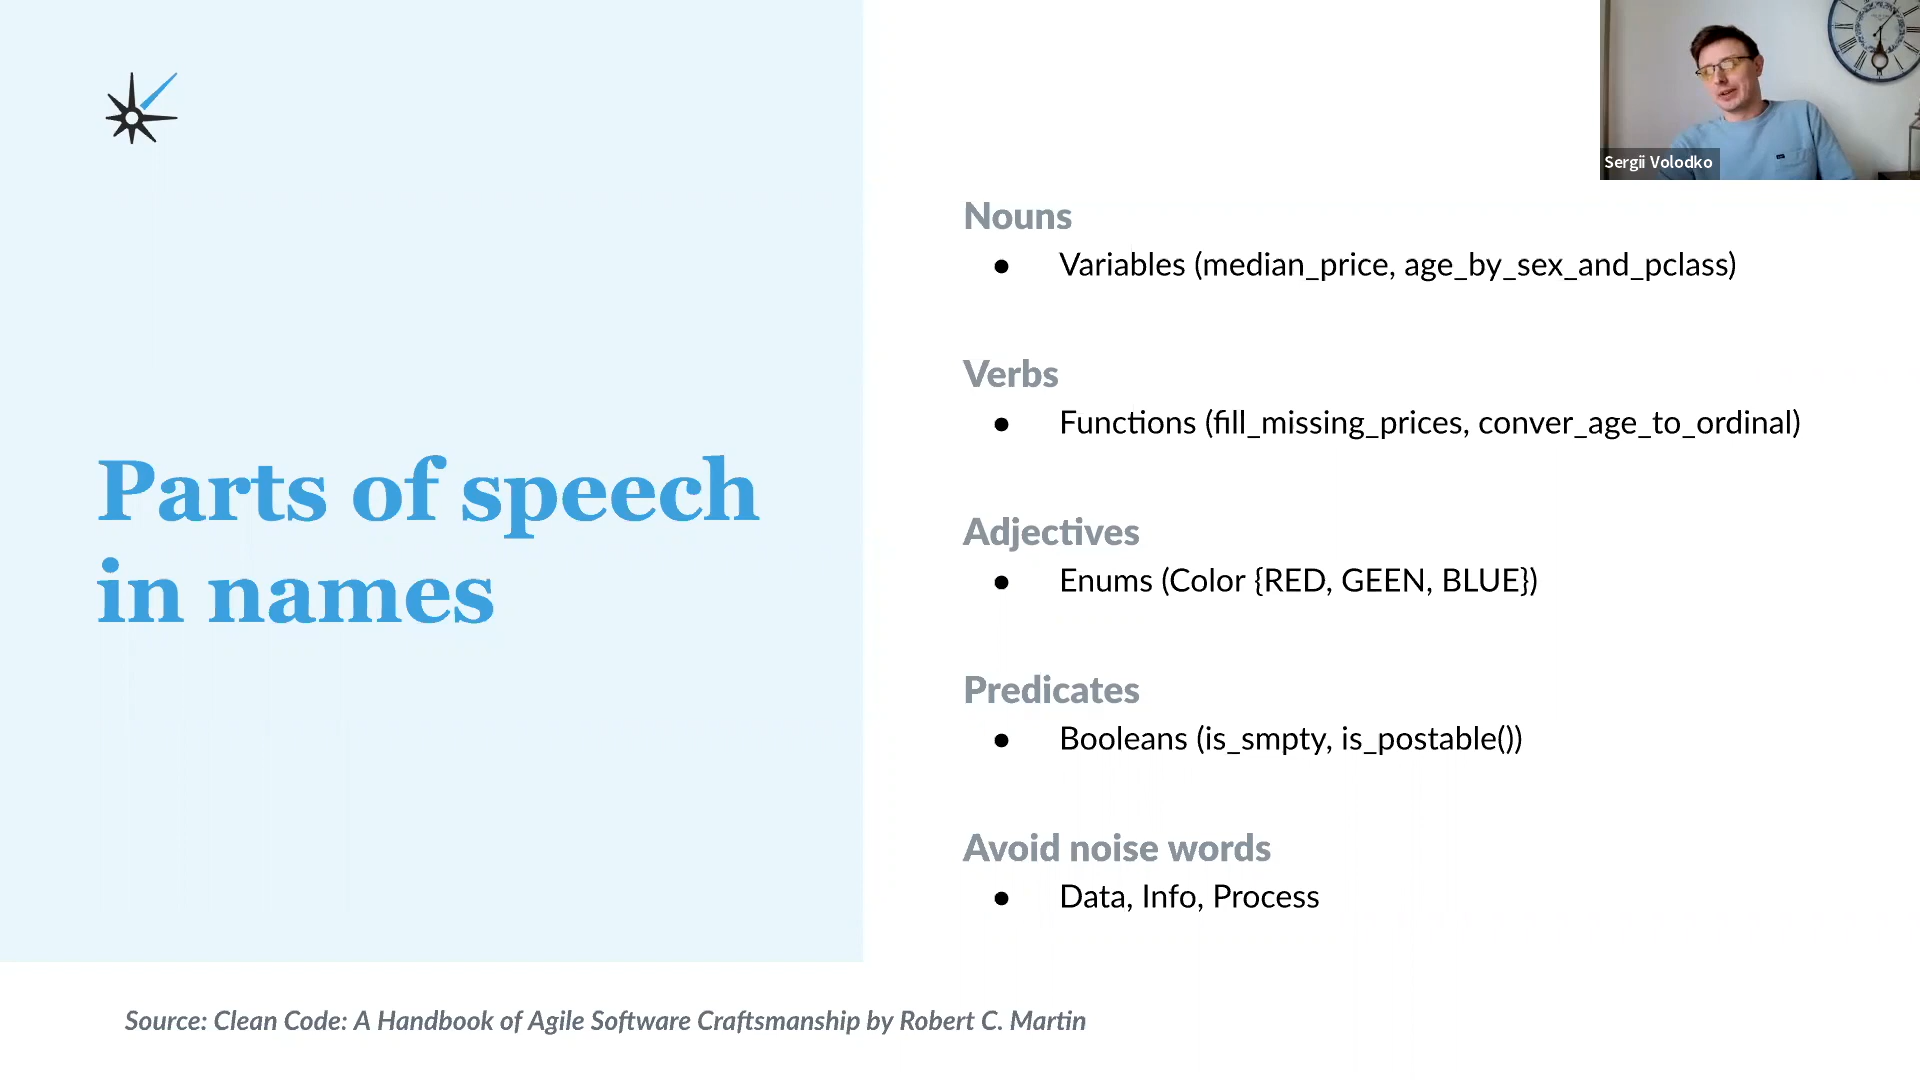 Sergii Volodko
Parts of speech
in names
Nouns
● Variables (median_price, age_by_sex_and_pclass)
Verbs
● Functions (fill_missing_prices, conver_age_to_ordinal)
Adjectives
● Enums (Color {RED, GEEN, BLUE})
Predicates
● Booleans (is_smpty, is_postable())
Avoid noise words
● Data, Info, Process
Source: Clean Code: A Handbook of Agile Software Craftsmanship by Robert C. Martin